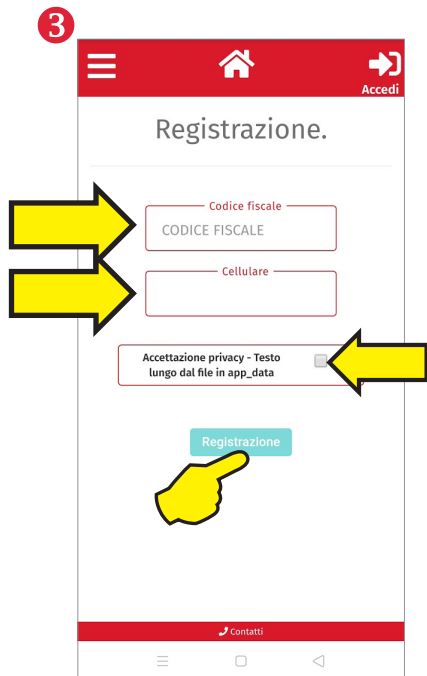 3
Accedi
Registrazione.
Codice fiscale
CODICE FISCALE
Cellulare
Accettazione privacy - Testo
lungo dal file in app_data
Registrazione
Contatti